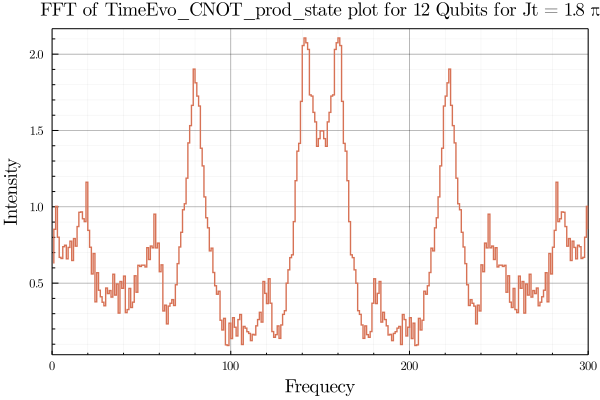 FFT of TimeEvo_CNOT_prod_state plot for 12 Qubits for Jt = 1.8 π
2.0
1.5
1.0
0.5
Intensity
0 100 200 300
Frequecy